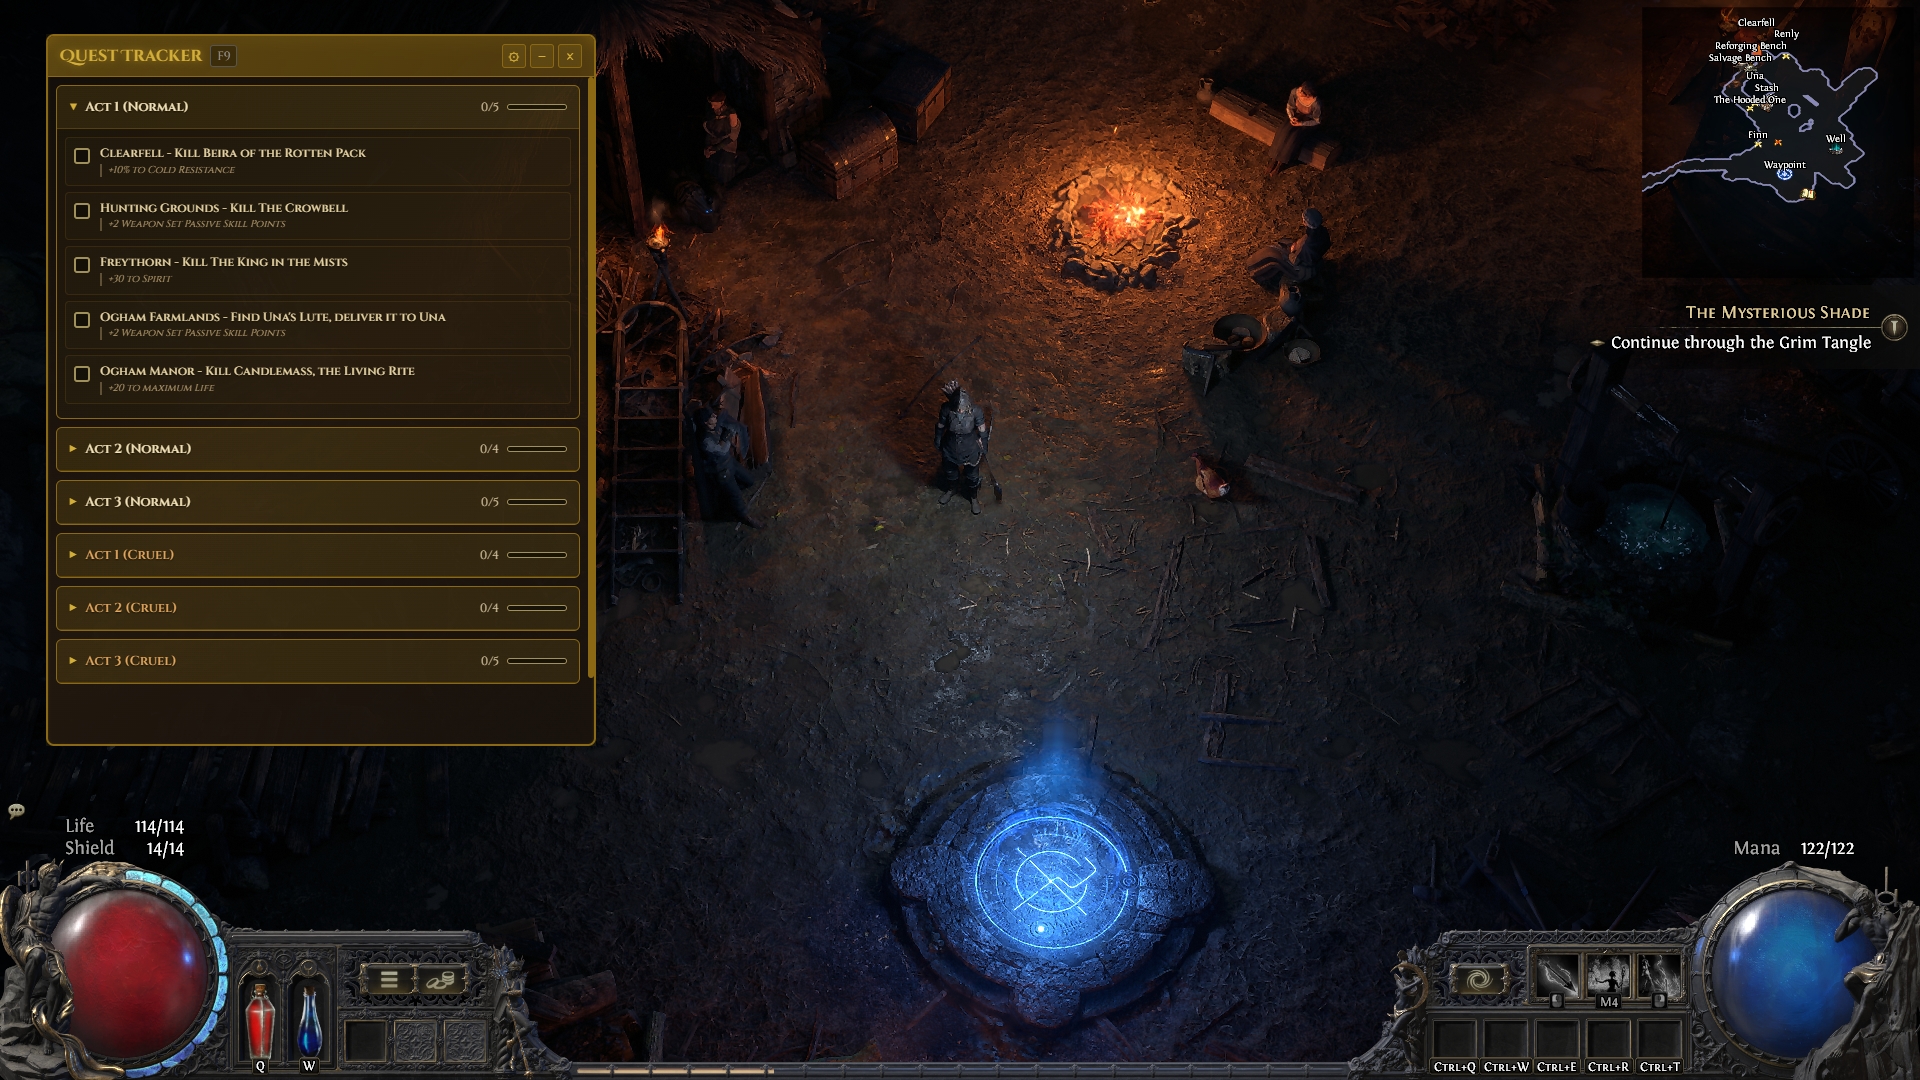 Quest Tracker F9
Act 1 (Normal) 0/5
Clearfell - Kill Beira of the Rotten Pack
+10% to Cold Resistance
Hunting Grounds - Kill The Crowbell
+2 Weapon Set Passive Skill Points
Freythorn - Kill The King in the Mists
+30 to Spirit
Ogham Farmlands - Find Una's Lute, deliver it to Una
+2 Weapon Set Passive Skill Points
Ogham Manor - Kill Candlemass, the Living Rite
+20 to maximum Life
Act 2 (Normal) 0/4
Act 3 (Normal) 0/5
Act 1 (Cruel) 0/4
Act 2 (Cruel) 0/4
Act 3 (Cruel) 0/5
Clearfell
Renly
Reforging Bench
Salvage Bench
Una
Stash
The Hooded One
Finn
Well
Waypoint
The Mysterious Shade
Continue through the Grim Tangle
Life 114/114
Shield 14/14
Mana 122/122
Q W
M4
Ctrl+Q Ctrl+W Ctrl+E Ctrl+R Ctrl+T